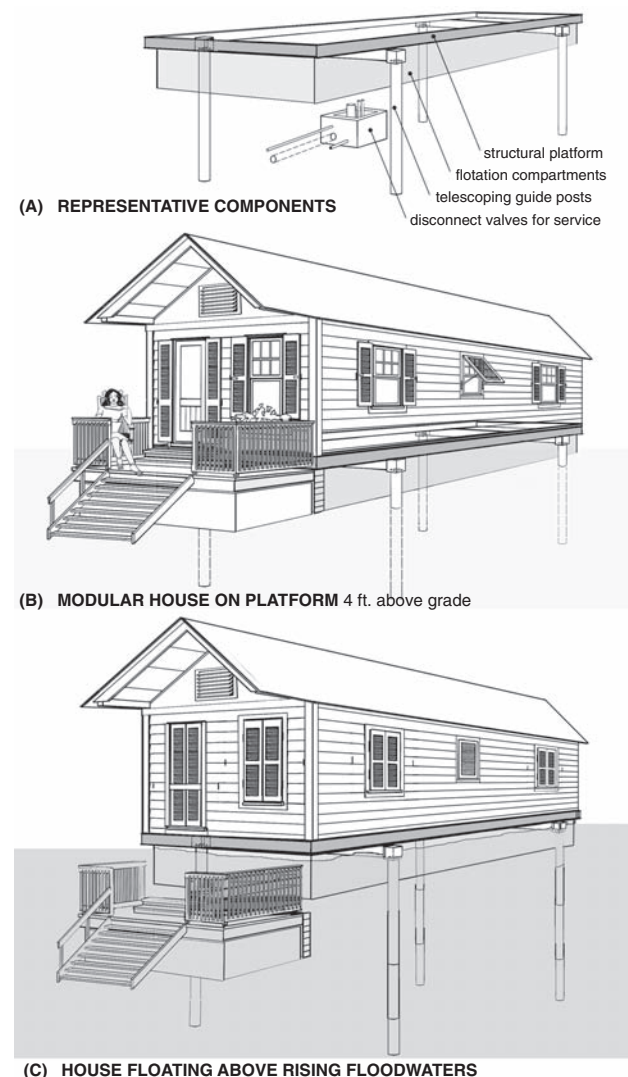 structural platform
flotation compartments
telescoping guide posts
disconnect valves for service
(A) REPRESENTATIVE COMPONENTS
(B) MODULAR HOUSE ON PLATFORM 4 ft. above grade
(C) HOUSE FLOATING ABOVE RISING FLOODWATERS